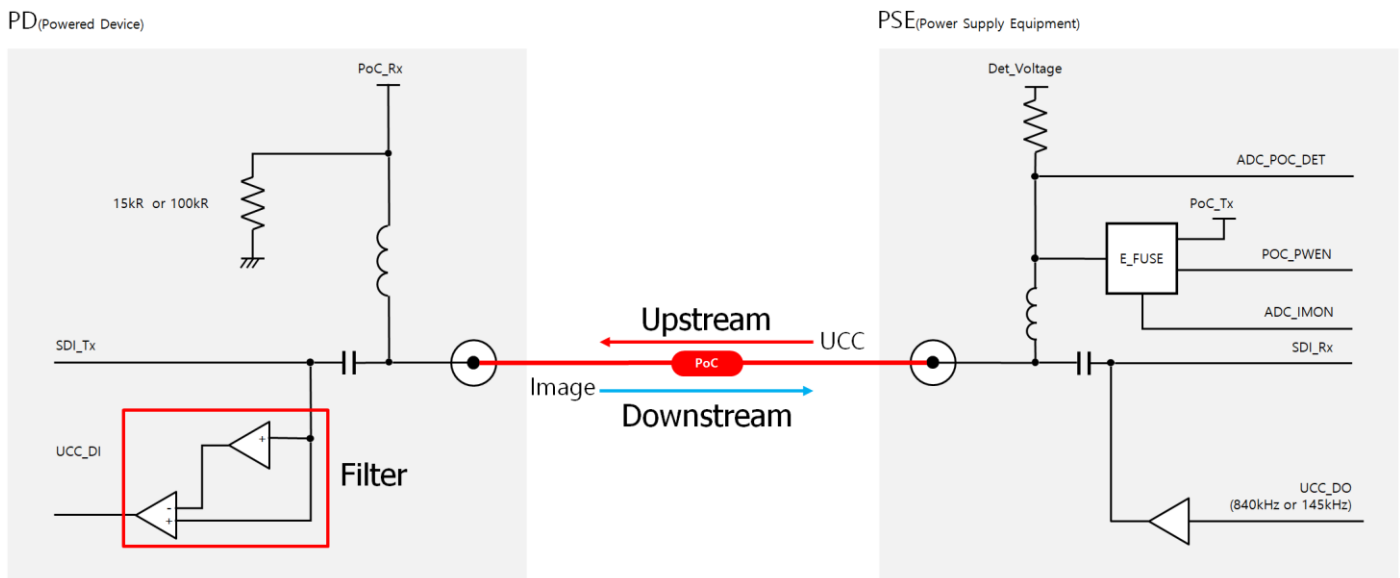 PD(Powered Device)
PSE(Power Supply Equipment)
PoC_Rx
15kR or 100kR
SDI_Tx
UCC_DI
+
-
+
Filter
Upstream
UCC
PoC
Image
Downstream
Det_Voltage
ADC_POC_DET
PoC_Tx
E_FUSE
POC_PWEN
ADC_IMON
SDI_Rx
UCC_DO
(840kHz or 145kHz)